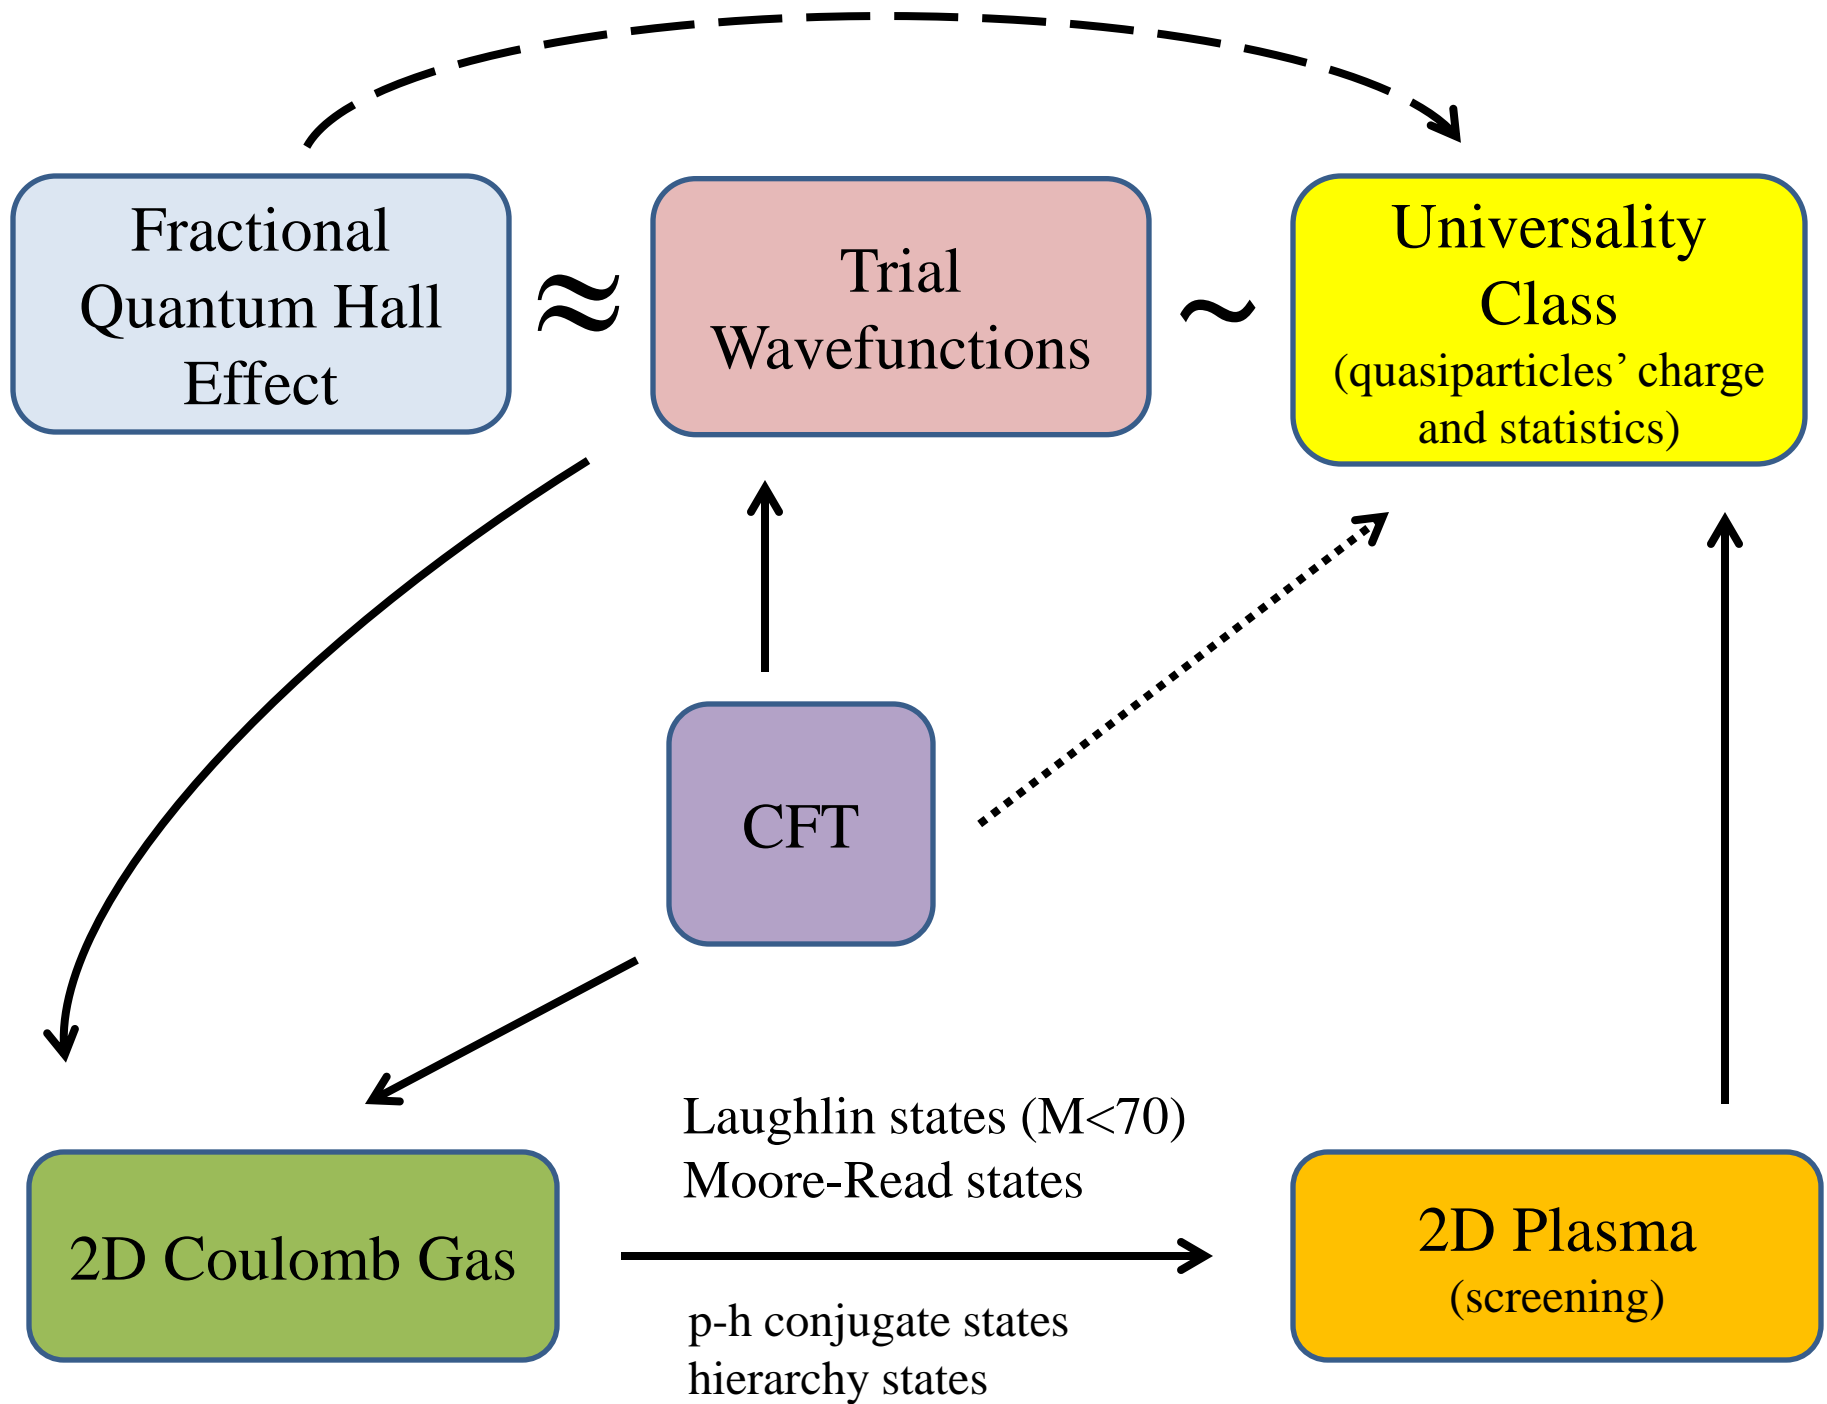 Fractional
Quantum Hall
Effect
≈
Trial
Wavefunctions
~
Universality
Class
(quasiparticles’ charge
and statistics)
CFT
Laughlin states (M<70)
Moore-Read states
2D Coulomb Gas
2D Plasma
(screening)
p-h conjugate states
hierarchy states